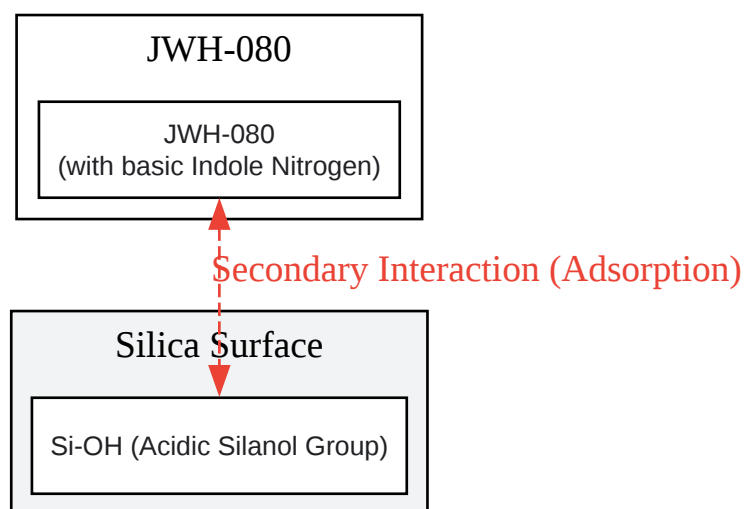 JWH-080
JWH-080
(with basic Indole Nitrogen)
Secondary Interaction (Adsorption)
Silica Surface
Si-OH (Acidic Silanol Group)